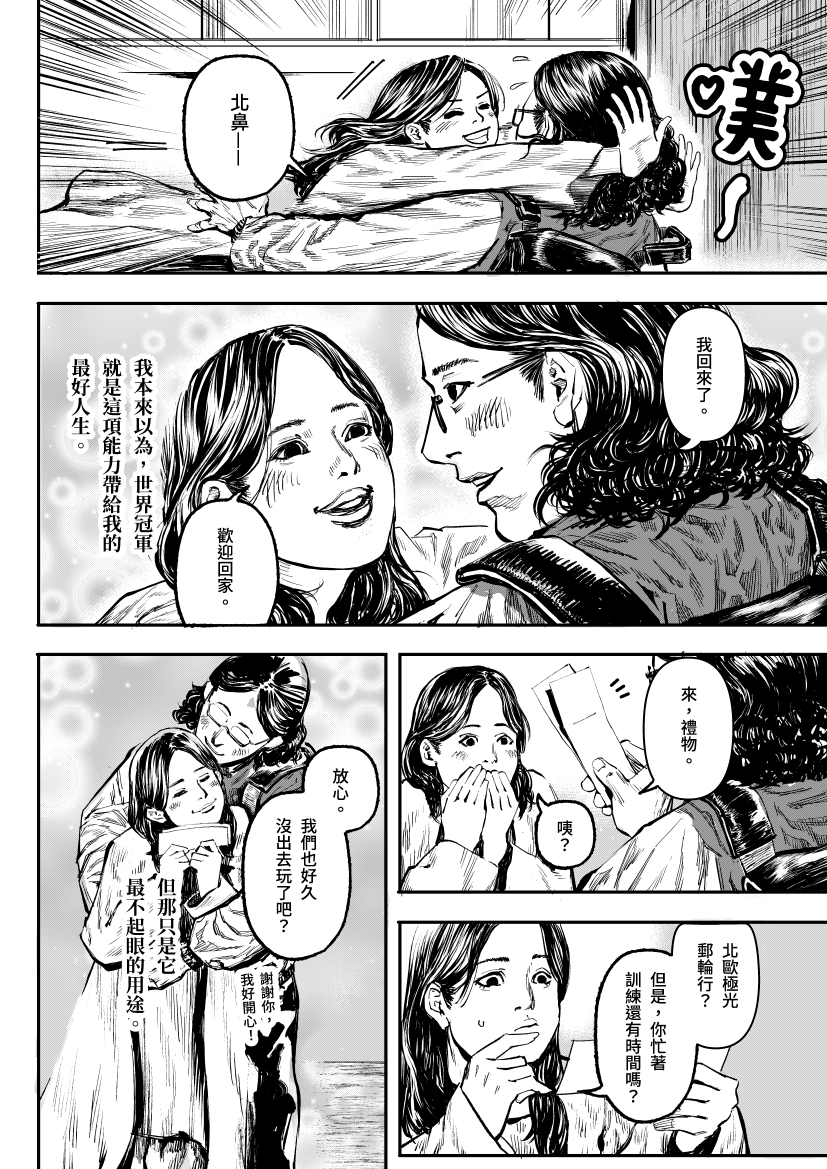 噗
北
鼻——
我回來了。
歡迎回家。
我本來以為，世界冠軍
就是這項能力帶給我的
最好人生。
來，禮物。
咦？
北歐極光
郵輪行？
但是，你忙著
訓練還有時間嗎？
放心。
我們也好久
沒出去玩了吧？
謝謝你，
我好開心！
但那只是它
最不起眼的用途。